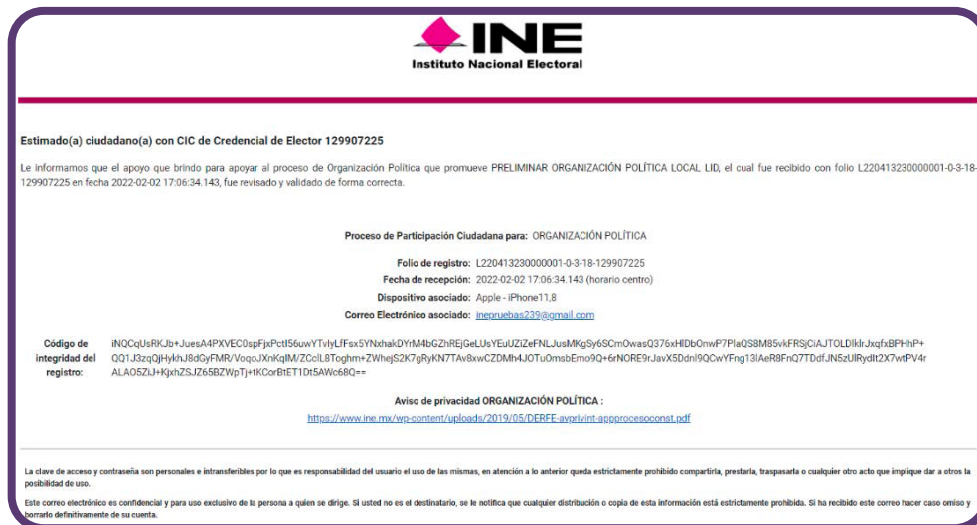 INE
Instituto Nacional Electoral
Estimado(a) ciudadano(a) con CIC de Credencial de Elector 129907225
Le informamos que el apoyo que brindo para apoyar al proceso de Organización Política que promueve PRELIMINAR ORGANIZACIÓN POLÍTICA LOCAL LID, el cual fue recibido con folio L220413230000001-0-3-18-
129907225 en fecha 2022-02-02 17:06:34.143, fue revisado y validado de forma correcta.
Proceso de Participación Ciudadana para: ORGANIZACIÓN POLÍTICA
Folio de registro: L220413230000001-0-3-18-129907225
Fecha de recepción: 2022-02-02 17:06:34.143 (horario centro)
Dispositivo asociado: Apple - iPhone11,8
Correo Electrónico asociado: inepruebas239@gmail.com
Código de
integridad del
registro:
Aviso de privacidad ORGANIZACIÓN POLÍTICA :
https://www.ine.mx/wp-content/uploads/2019/05/DERFE-avprivint-appprocesoconst.pdf
La clave de acceso y contraseña son personales e intransferibles por lo que es responsabilidad del usuario el uso de las mismas, en atención a lo anterior queda estrictamente prohibido compartirla, prestarla, traspasarla o cualquier otro acto que implique dar a otros la
posibilidad de uso.
Este correo electrónico es confidencial y para uso exclusivo de la persona a quien se dirige. Si usted no es el destinatario, se le notifica que cualquier distribución o copia de esta información está estrictamente prohibida. Si ha recibido este correo hacer caso omiso y
borrarlo definitivamente de su cuenta.